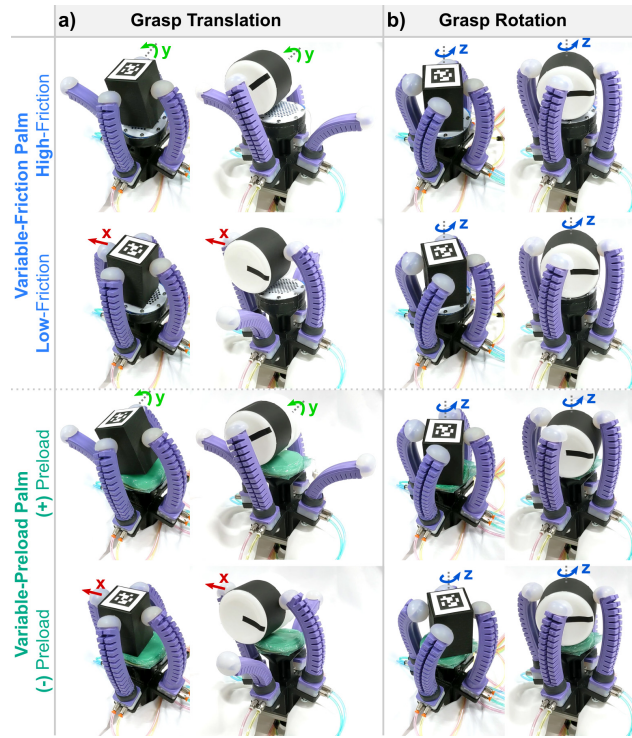 a) Grasp Translation
b) Grasp Rotation
Variable-Friction Palm
High-Friction
y
y
z
z
Low-Friction
x
x
z
z
Variable-Preload Palm
(+) Preload
y
y
z
z
(-) Preload
x
x
z
z